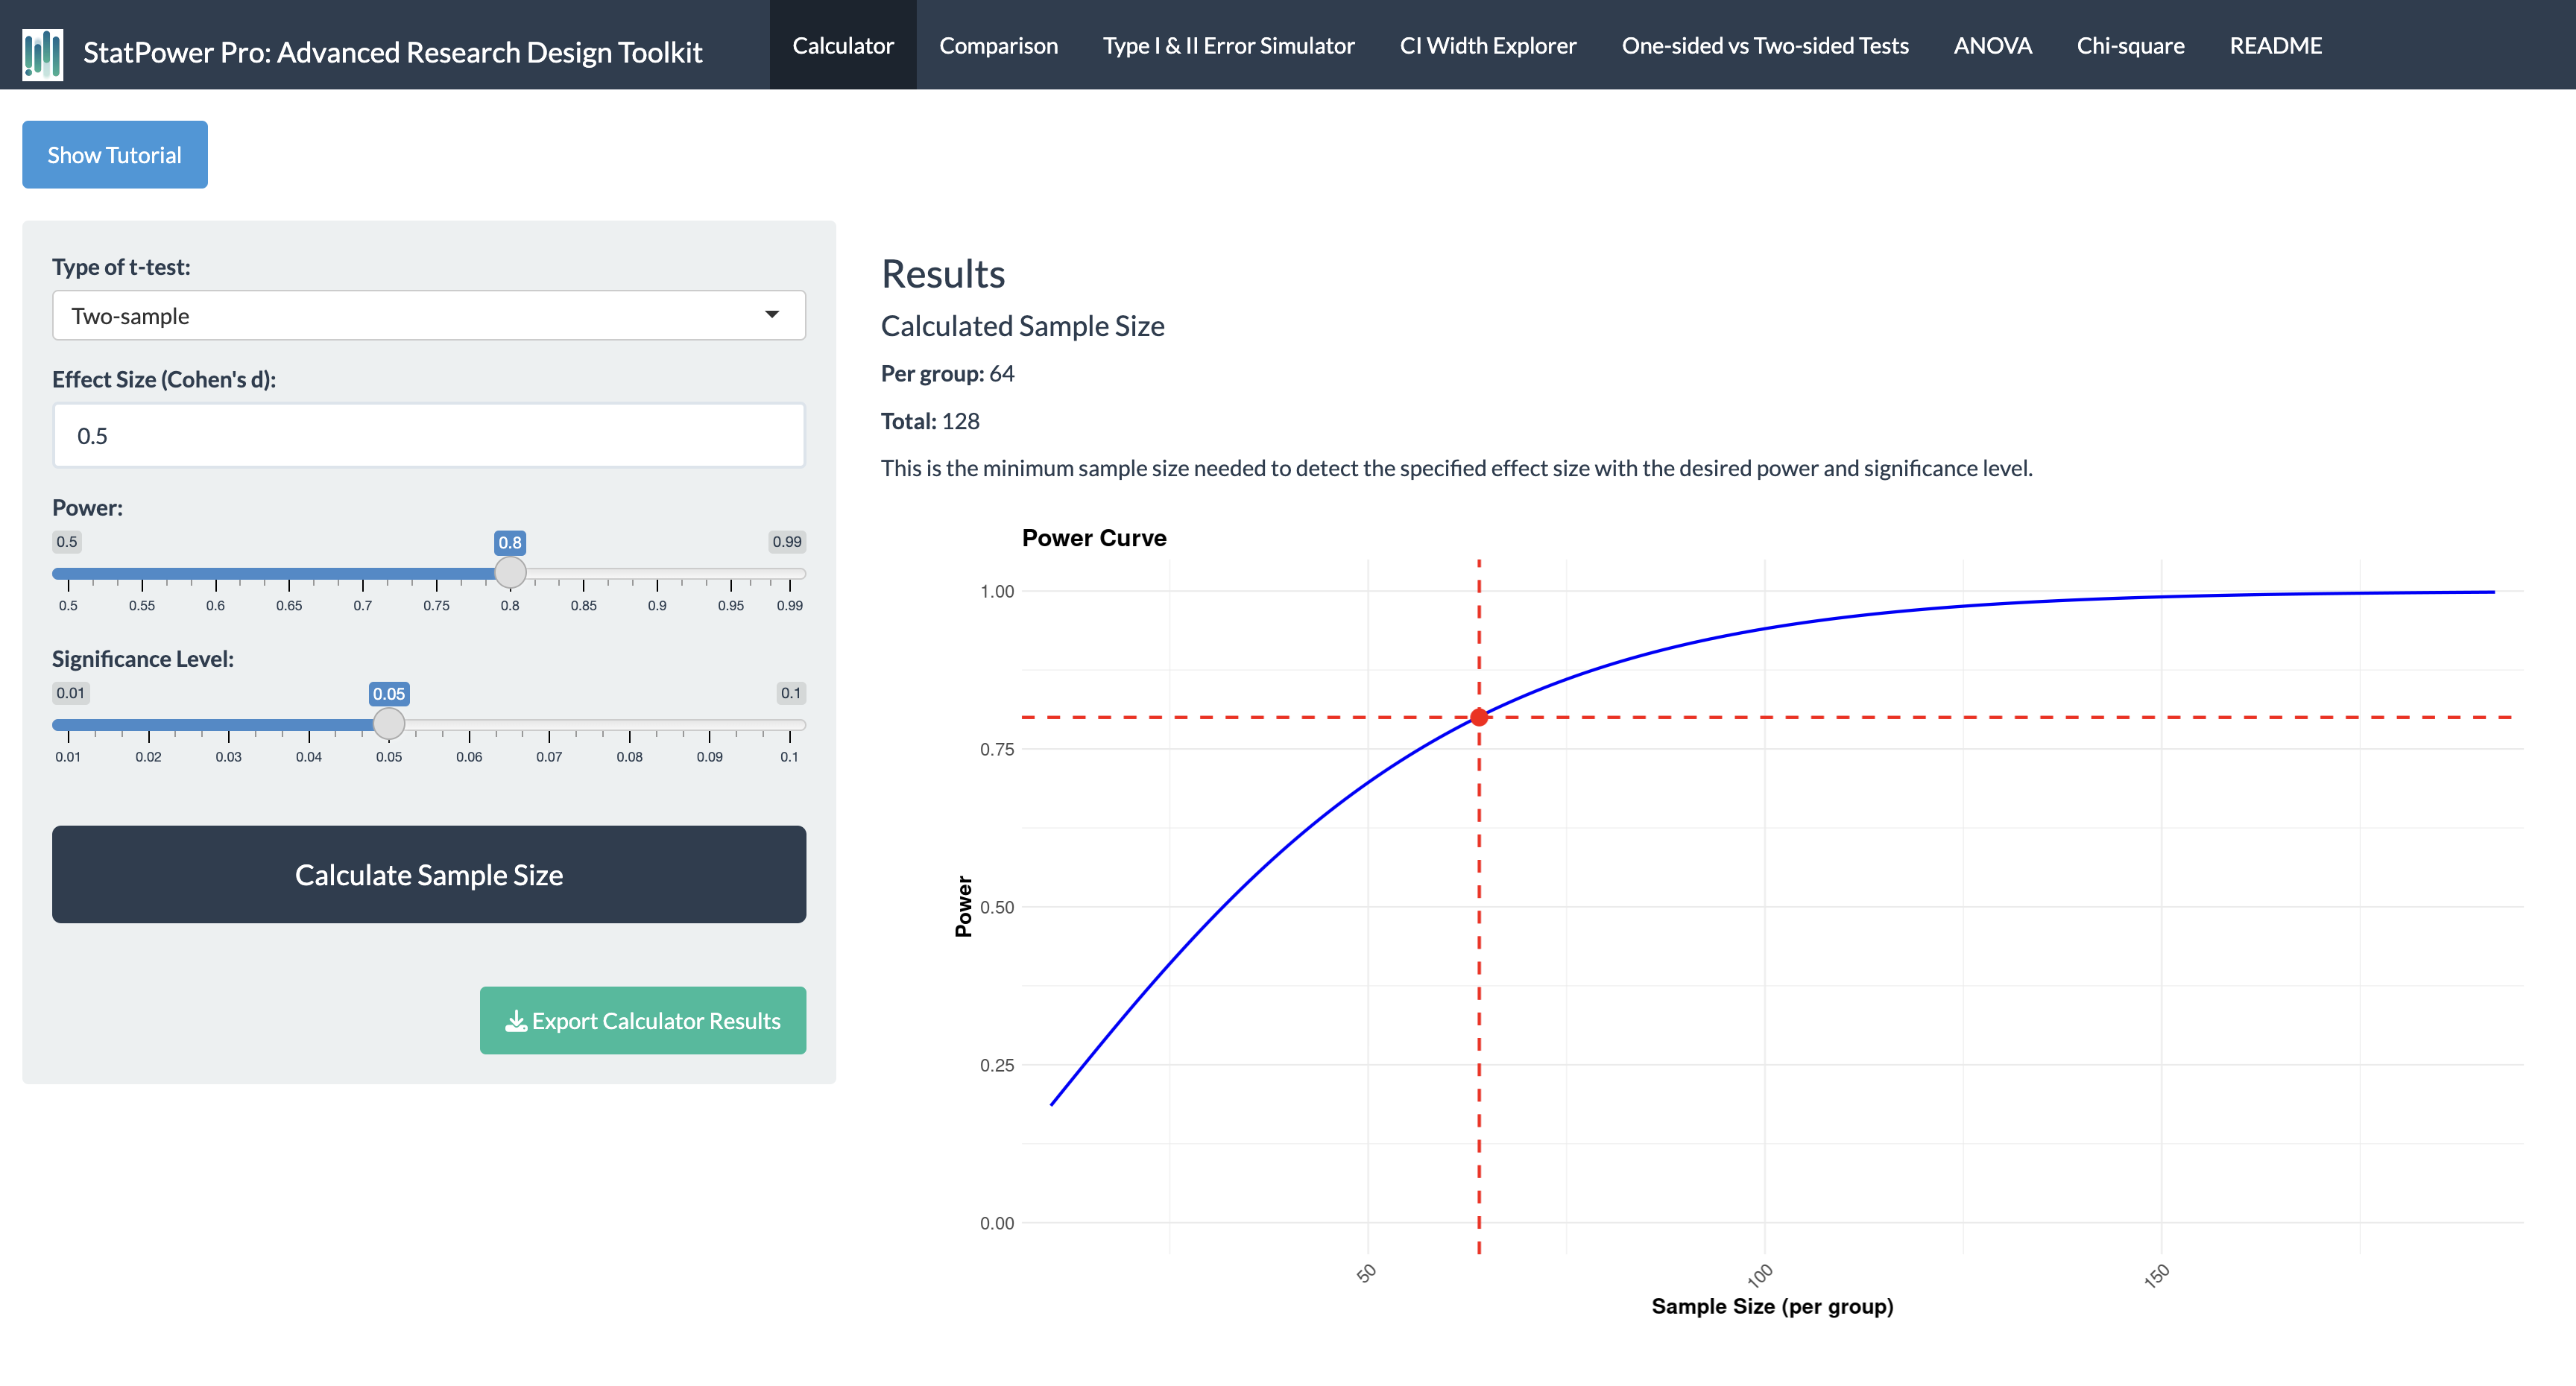 StatPower Pro: Advanced Research Design Toolkit
Calculator
Comparison
Type I & II Error Simulator
CI Width Explorer
One-sided vs Two-sided Tests
ANOVA
Chi-square
README
Show Tutorial
Type of t-test:
Two-sample
Effect Size (Cohen's d):
0.5
Power:
0.5 0.8 0.99
0.5 0.55 0.6 0.65 0.7 0.75 0.8 0.85 0.9 0.95 0.99
Significance Level:
0.01 0.05 0.1
0.01 0.02 0.03 0.04 0.05 0.06 0.07 0.08 0.09 0.1
Calculate Sample Size
Export Calculator Results
Results
Calculated Sample Size
Per group: 64
Total: 128
This is the minimum sample size needed to detect the specified effect size with the desired power and significance level.
Power Curve
1.00
0.75
0.50
0.25
0.00
Power
50 100 150
Sample Size (per group)